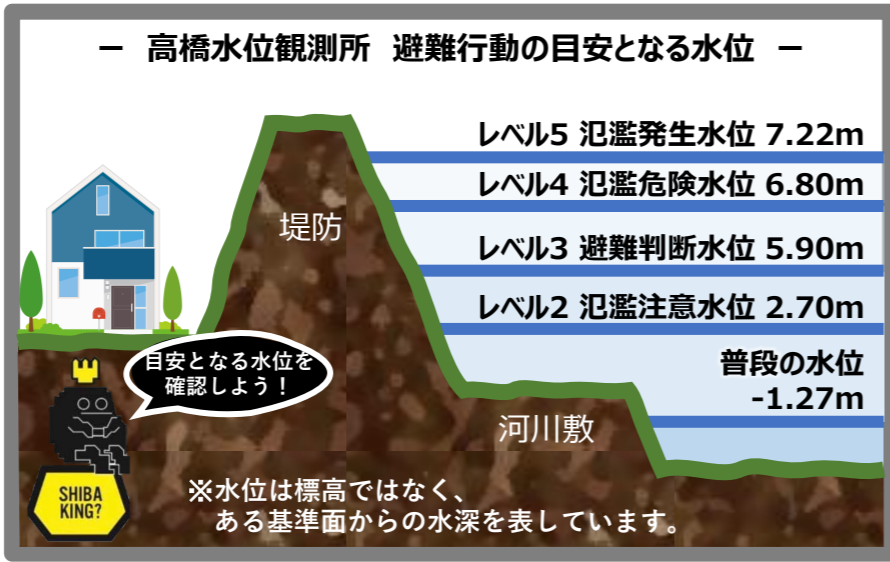 － 高橋水位観測所 避難行動の目安となる水位 －
レベル5 氾濫発生水位 7.22m
レベル4 氾濫危険水位 6.80m
堤防
レベル3 避難判断水位 5.90m
レベル2 氾濫注意水位 2.70m
目安となる水位を
確認しよう！
普段の水位
-1.27m
河川敷
SHIBA
KING?
※水位は標高ではなく、
ある基準面からの水深を表しています。